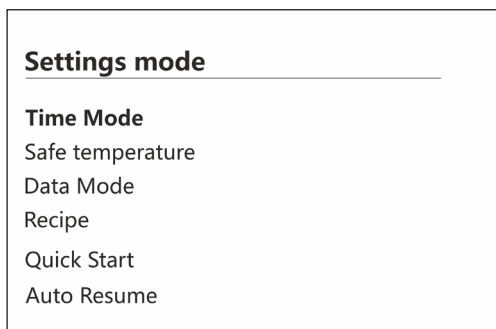 Settings mode
Time Mode
Safe temperature
Data Mode
Recipe
Quick Start
Auto Resume